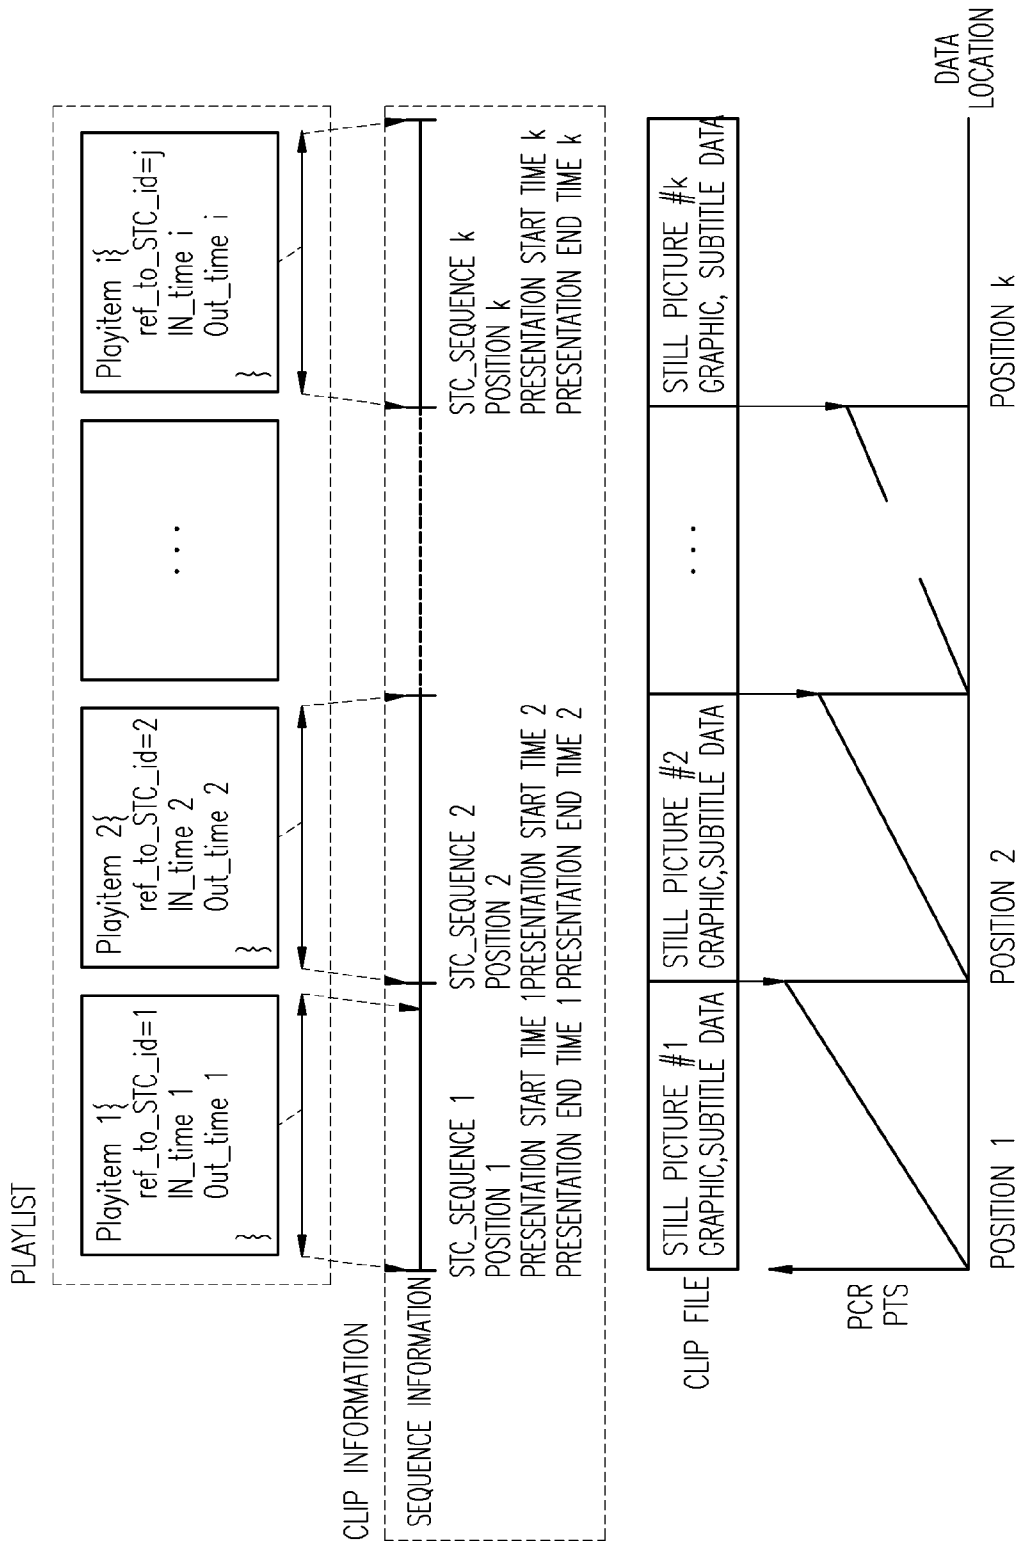 PLAYLIST
Playitem 1{
ref_to_STC_id=1
IN_time 1
Out_time 1
}
Playitem 2{
ref_to_STC_id=2
IN_time 2
Out_time 2
}
...
Playitem i{
ref_to_STC_id=j
IN_time i
Out_time i
}
CLIP INFORMATION
SEQUENCE INFORMATION
STC_SEQUENCE 1
POSITION 1
PRESENTATION START TIME 1
PRESENTATION END TIME 1
STC_SEQUENCE 2
POSITION 2
PRESENTATION START TIME 2
PRESENTATION END TIME 2
STC_SEQUENCE k
POSITION k
PRESENTATION START TIME k
PRESENTATION END TIME k
CLIP FILE
STILL PICTURE #1
GRAPHIC,SUBTITLE DATA
STILL PICTURE #2
GRAPHIC,SUBTITLE DATA
...
STILL PICTURE #k
GRAPHIC, SUBTITLE DATA
PCR
PTS
POSITION 1
POSITION 2
POSITION k
DATA
LOCATION